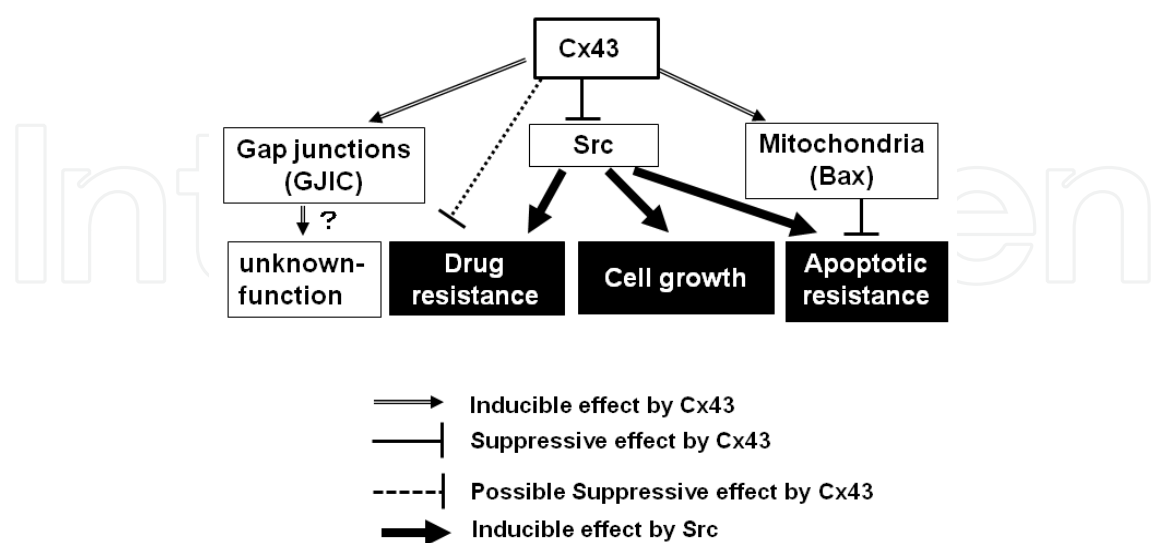 Cx43
Gap junctions
(GJIC)
Src
Mitochondria
(Bax)
?
unknown-
function
Drug
resistance
Cell growth
Apoptotic
resistance
Inducible effect by Cx43
Suppressive effect by Cx43
Possible Suppressive effect by Cx43
Inducible effect by Src